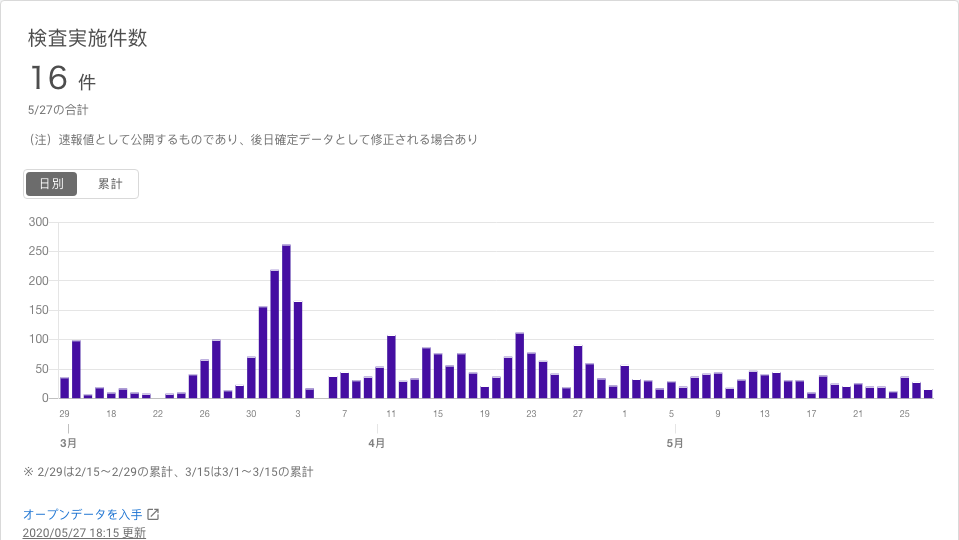 検査実施件数
16 件
5/27の合計
（注）速報値として公開するものであり、後日確定データとして修正される場合あり
日別 累計
300
250
200
150
100
50
0
29 18 22 26 30 3 7 11 15 19 23 27 1 5 9 13 17 21 25
3月 4月 5月
※ 2/29は2/15～2/29の累計、3/15は3/1～3/15の累計
オープンデータを入手
2020/05/27 18:15 更新